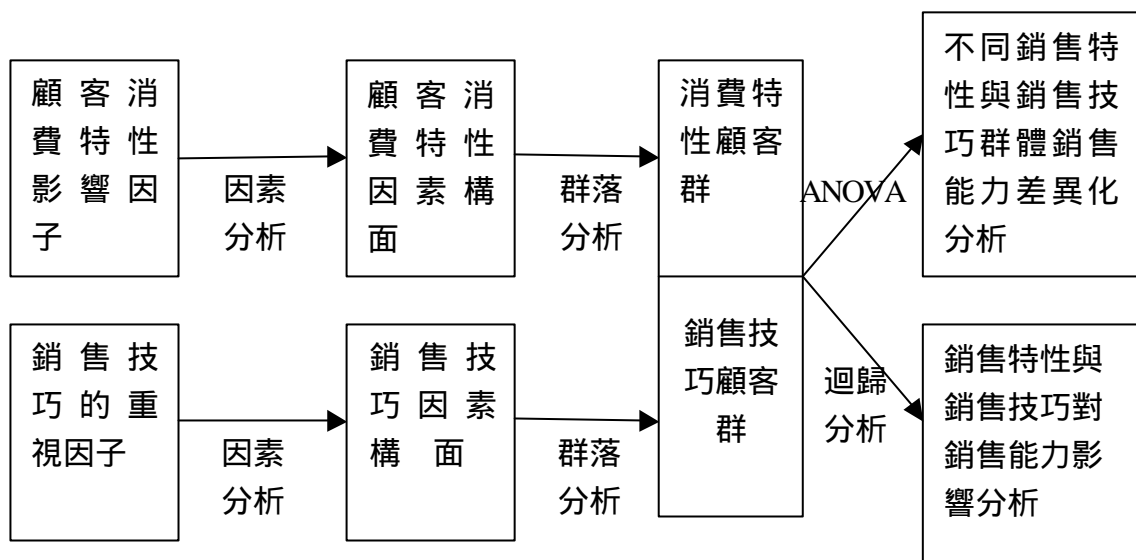 顧客消
費特性
影響因
子
因素
分析
顧客消
費特性
因素構
面
群落
分析
消費特
性顧客
群
ANOVA
不同銷售特
性與銷售技
巧群體銷售
能力差異化
分析
銷售技
巧的重
視因子
因素
分析
銷售技
巧因素
構面
群落
分析
銷售技
巧顧客
群
迴歸
分析
銷售特性與
銷售技巧對
銷售能力影
響分析